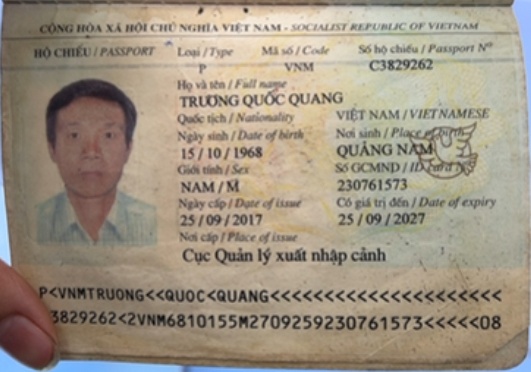 CỘNG HÒA XÃ HỘI CHỦ NGHĨA VIỆT NAM - SOCIALIST REPUBLIC OF VIETNAM
HỘ CHIẾU / PASSPORT Loại / Type Mã số / Code Số hộ chiếu / Passport Nº
P VNM C3829262
Họ và tên / Full name
TRƯƠNG QUỐC QUANG
Quốc tịch / Nationality VIỆT NAM / VIETNAMESE
Ngày sinh / Date of birth Nơi sinh / Place of birth
15 / 10 / 1968 QUẢNG NAM
Giới tính / Sex Số GCMND / ID card Nº
NAM / M 230761573
Ngày cấp / Date of issue Có giá trị đến / Date of expiry
25 / 09 / 2017 25 / 09 / 2027
Nơi cấp / Place of issue
Cục Quản lý xuất nhập cảnh
P<VNMTRUONG<<QUOC<QUANG<<<<<<<<<<<<<<<<<<<<<
3829262<2VNM6810155M2709259230761573<<<<<08